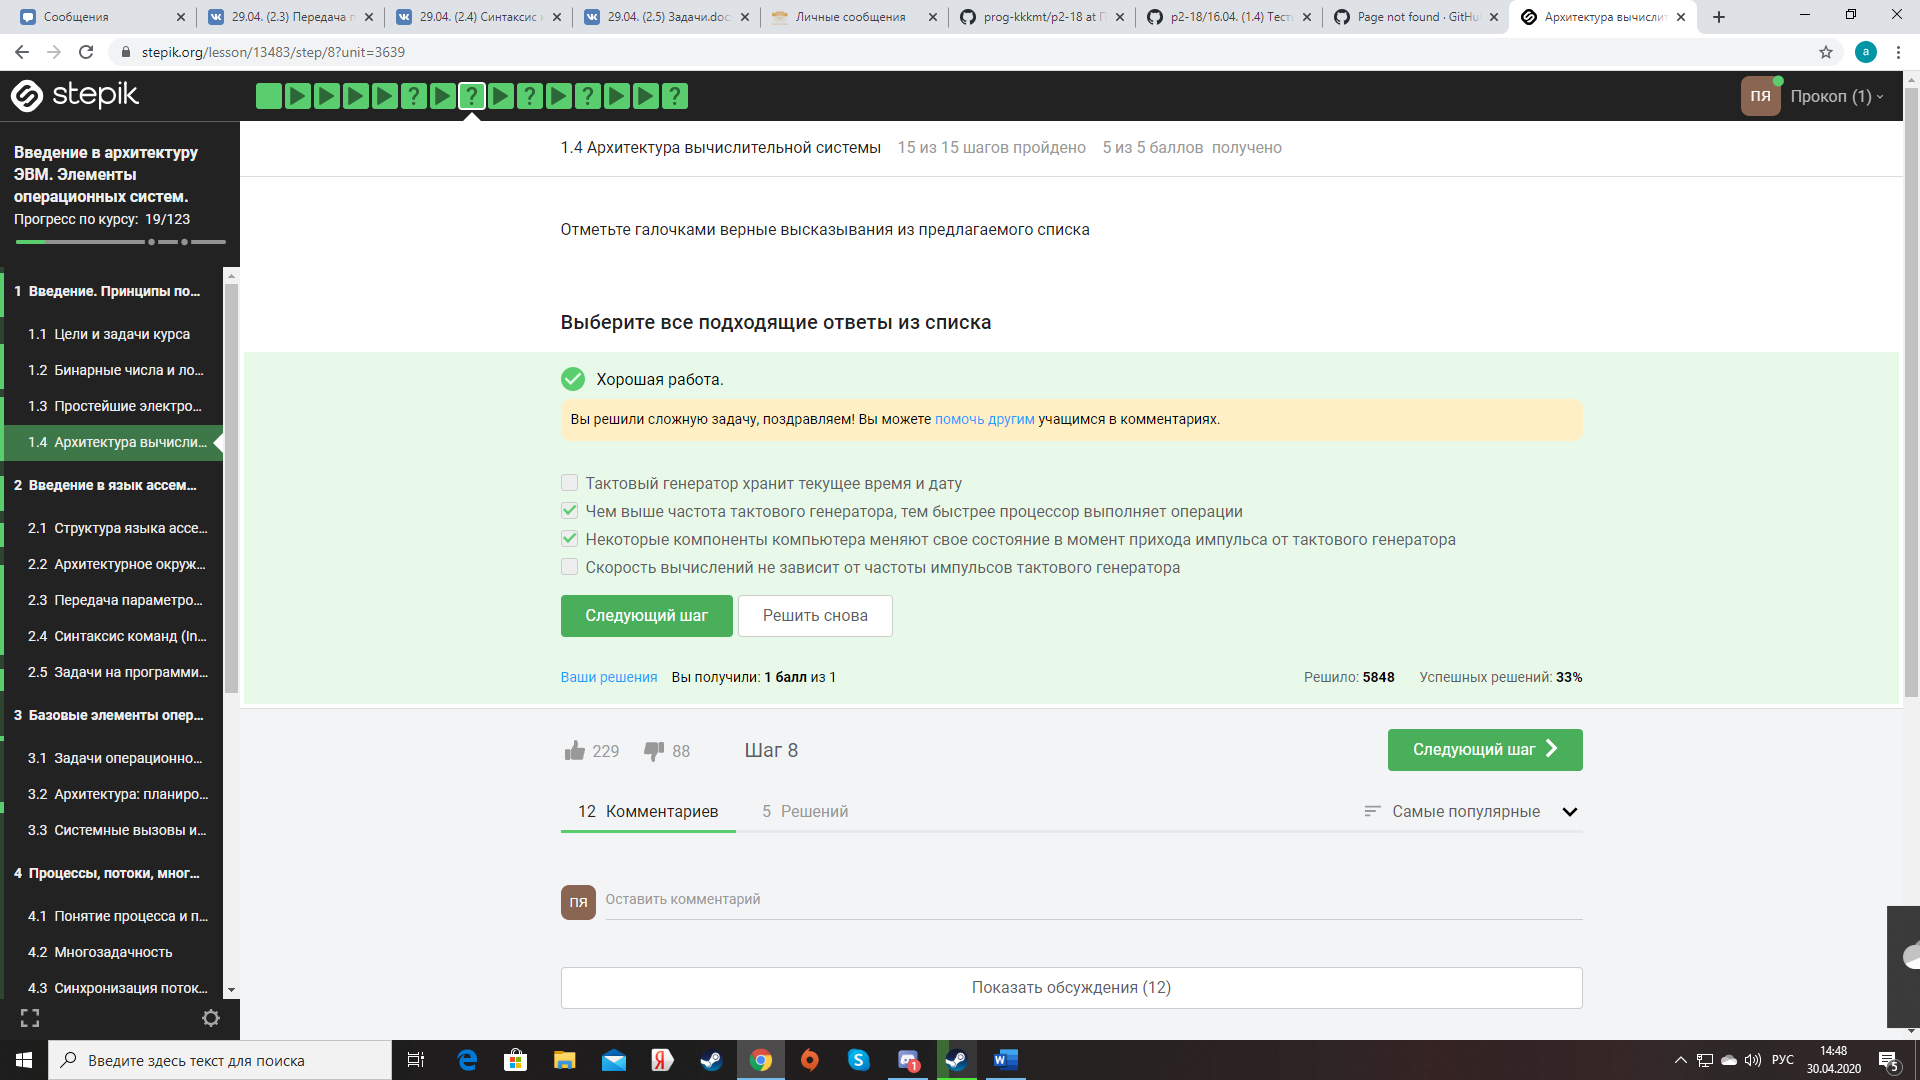 Сообщения
29.04. (2.3) Передача п
29.04. (2.4) Синтаксис к
29.04. (2.5) Задачи.doc
Личные сообщения
prog-kkkmt/p2-18 at П
p2-18/16.04. (1.4) Тест
Page not found · GitHu
Архитектура вычислит
stepik.org/lesson/13483/step/8?unit=3639
a
stepik
ПЯ
Прокоп (1)
Введение в архитектуру
ЭВМ. Элементы
операционных систем.
Прогресс по курсу: 19/123
1 Введение. Принципы по...
1.1 Цели и задачи курса
1.2 Бинарные числа и ло...
1.3 Простейшие электро...
1.4 Архитектура вычисли...
2 Введение в язык ассем...
2.1 Структура языка ассе...
2.2 Архитектурное окруж...
2.3 Передача параметро...
2.4 Синтаксис команд (In...
2.5 Задачи на программи...
3 Базовые элементы опер...
3.1 Задачи операционно...
3.2 Архитектура: планиро...
3.3 Системные вызовы и...
4 Процессы, потоки, мног...
4.1 Понятие процесса и п...
4.2 Многозадачность
4.3 Синхронизация поток...
1.4 Архитектура вычислительной системы 15 из 15 шагов пройдено 5 из 5 баллов получено
Отметьте галочками верные высказывания из предлагаемого списка
Выберите все подходящие ответы из списка
Хорошая работа.
Вы решили сложную задачу, поздравляем! Вы можете помочь другим учащимся в комментариях.
Тактовый генератор хранит текущее время и дату
Чем выше частота тактового генератора, тем быстрее процессор выполняет операции
Некоторые компоненты компьютера меняют свое состояние в момент прихода импульса от тактового генератора
Скорость вычислений не зависит от частоты импульсов тактового генератора
Следующий шаг
Решить снова
Ваши решения Вы получили: 1 балл из 1
Решило: 5848 Успешных решений: 33%
229 88 Шаг 8
Следующий шаг
12 Комментариев
5 Решений
Самые популярные
ПЯ
Оставить комментарий
Показать обсуждения (12)
Введите здесь текст для поиска
1
РУС
14:48
30.04.2020
5